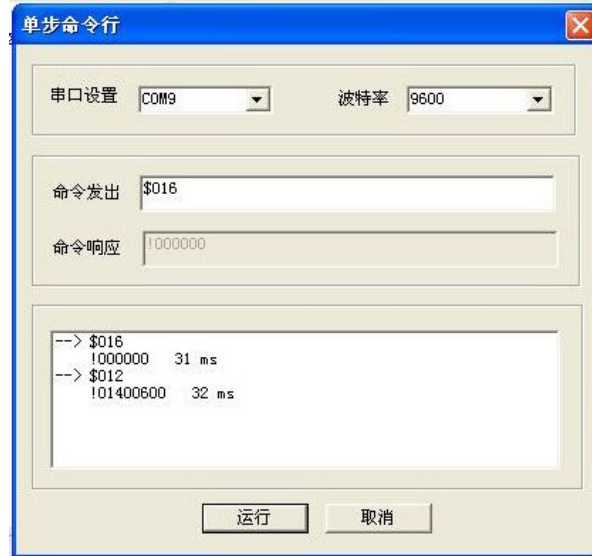 单步命令行
串口设置 COM9 波特率 9600
命令发出 $016
命令响应 !000000
--> $016
!000000 31 ms
--> $012
!01400600 32 ms
运行 取消